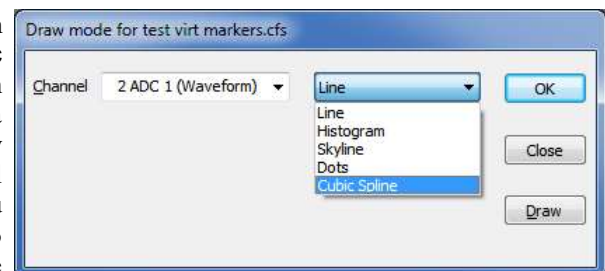 Draw mode for test virt markers.cfs
Channel 2 ADC 1 (Waveform) Line OK
Line
Histogram
Skyline
Dots
Cubic Spline
Close
Draw